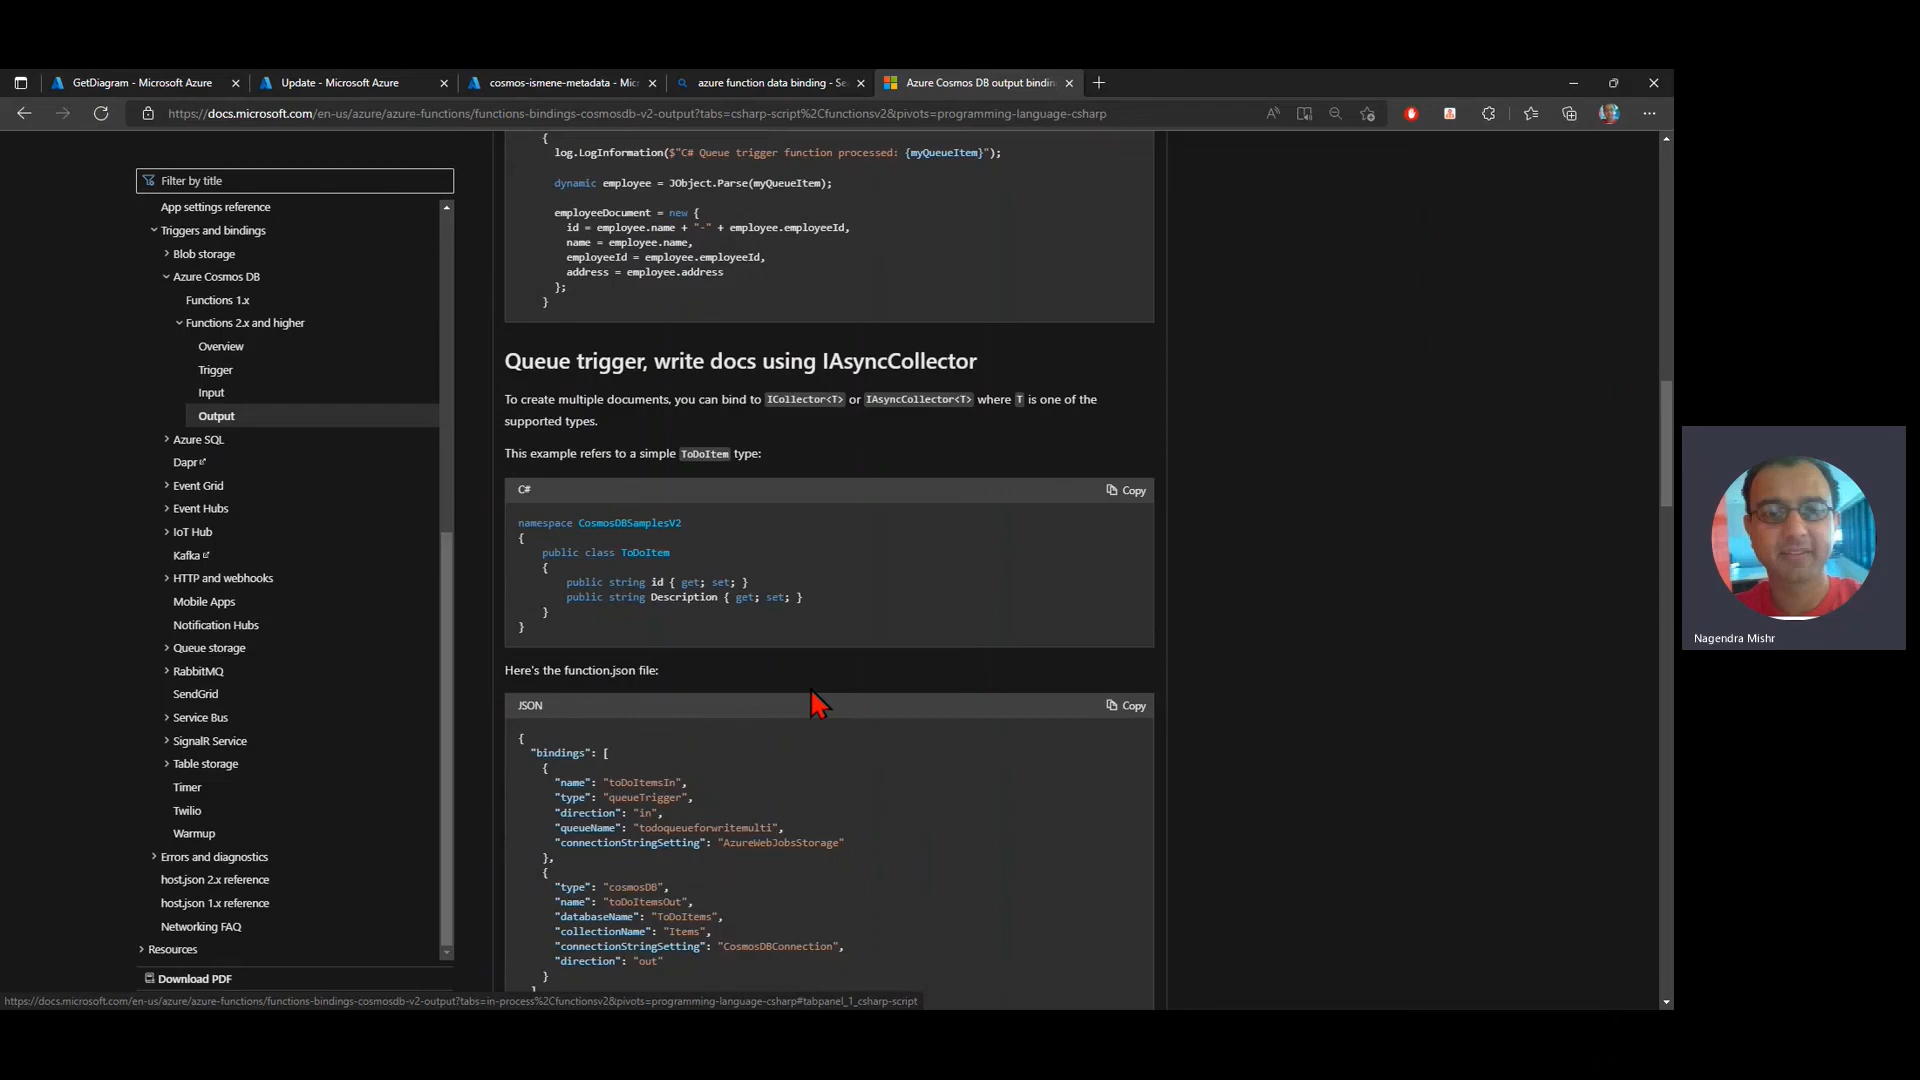 GetDiagram - Microsoft Azure
Update - Microsoft Azure
cosmos-ismene-metadata - Mic
azure function data binding - Se
Azure Cosmos DB output bindin
https://docs.microsoft.com/en-us/azure/azure-functions/functions-bindings-cosmosdb-v2-output?tabs=csharp-script%2Cfunctionsv2&pivots=programming-language-csharp
Filter by title
App settings reference
Triggers and bindings
Blob storage
Azure Cosmos DB
Functions 1.x
Functions 2.x and higher
Overview
Trigger
Input
Output
Azure SQL
Dapr
Event Grid
Event Hubs
IoT Hub
Kafka
HTTP and webhooks
Mobile Apps
Notification Hubs
Queue storage
RabbitMQ
SendGrid
Service Bus
SignalR Service
Table storage
Timer
Twilio
Warmup
Errors and diagnostics
host.json 2.x reference
host.json 1.x reference
Networking FAQ
Resources
Download PDF
{
log.LogInformation($"C# Queue trigger function processed: {myQueueItem}");
dynamic employee = JObject.Parse(myQueueItem);
employeeDocument = new {
id = employee.name + "-" + employee.employeeId,
name = employee.name,
employeeId = employee.employeeId,
address = employee.address
};
}
Queue trigger, write docs using IAsyncCollector
To create multiple documents, you can bind to ICollector<T> or IAsyncCollector<T> where T is one of the
supported types.
This example refers to a simple ToDoItem type:
C#
Copy
namespace CosmosDBSamplesV2
{
public class ToDoItem
{
public string id { get; set; }
public string Description { get; set; }
}
}
Here's the function.json file:
JSON
Copy
{
"bindings": [
{
"name": "toDoItemsIn",
"type": "queueTrigger",
"direction": "in",
"queueName": "todoqueueforwritemulti",
"connectionStringSetting": "AzureWebJobsStorage"
},
{
"type": "cosmosDB",
"name": "toDoItemsOut",
"databaseName": "ToDoItems",
"collectionName": "Items",
"connectionStringSetting": "CosmosDBConnection",
"direction": "out"
}
]
https://docs.microsoft.com/en-us/azure/azure-functions/functions-bindings-cosmosdb-v2-output?tabs=in-process%2Cfunctionsv2&pivots=programming-language-csharp#tabpanel_1_csharp-script
Nagendra Mishr